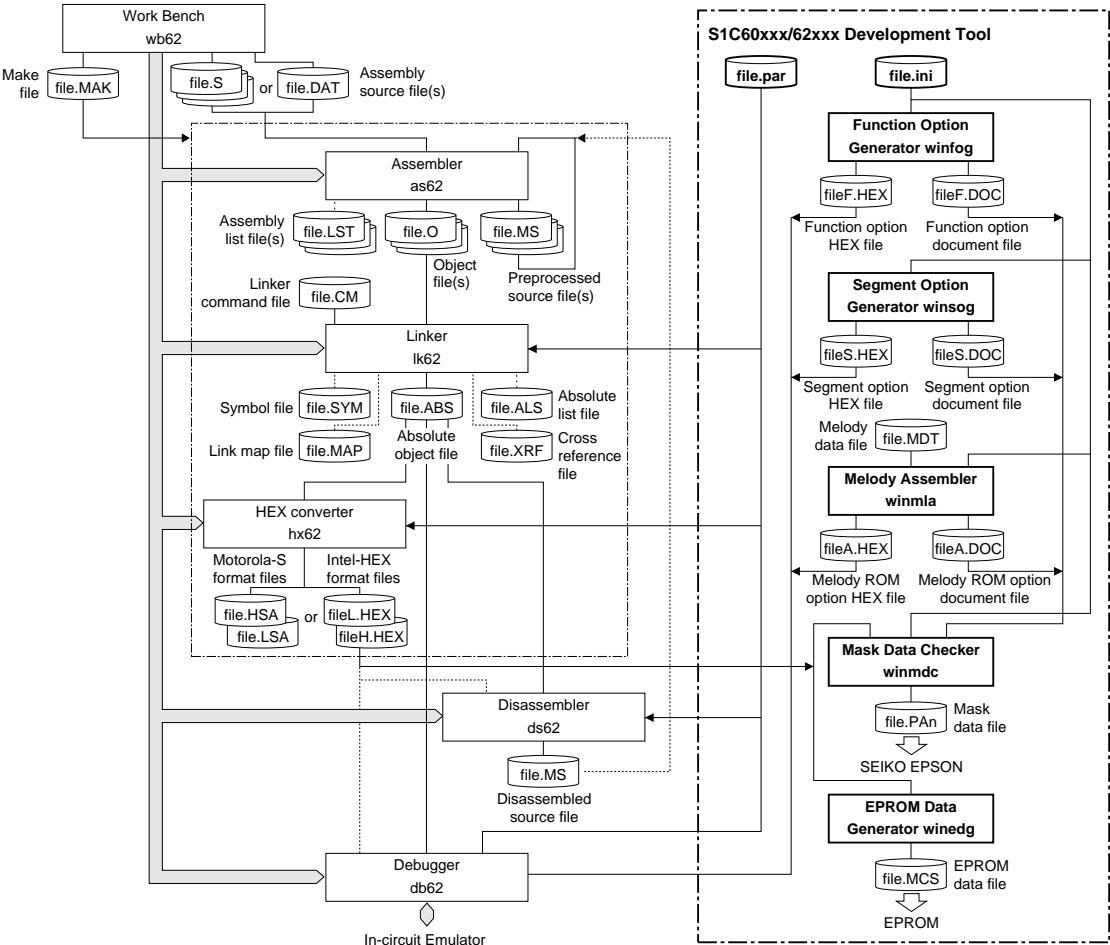 Work Bench
wb62
Make
file
file.MAK
file.S
or
file.DAT
Assembly
source file(s)
Assembler
as62
Assembly
list file(s)
file.LST
file.O
file.MS
Object
file(s)
Preprocessed
source file(s)
Linker
command file
file.CM
Linker
lk62
Symbol file
file.SYM
file.ABS
file.ALS
Absolute
list file
Link map file
file.MAP
Absolute
object file
file.XRF
Cross
reference
file
HEX converter
hx62
Motorola-S
format files
Intel-HEX
format files
file.HSA
file.LSA
or
fileL.HEX
fileH.HEX
Disassembler
ds62
file.MS
Disassembled
source file
Debugger
db62
In-circuit Emulator
S1C60xxx/62xxx Development Tool
file.par
file.ini
Function Option
Generator winfog
fileF.HEX
fileF.DOC
Function option
HEX file
Function option
document file
Segment Option
Generator winsog
fileS.HEX
fileS.DOC
Segment option
HEX file
Segment option
document file
Melody
data file
file.MDT
Melody Assembler
winmla
fileA.HEX
fileA.DOC
Melody ROM
option HEX file
Melody ROM option
document file
Mask Data Checker
winmdc
file.PAn
Mask
data file
SEIKO EPSON
EPROM Data
Generator winedg
file.MCS
EPROM
data file
EPROM